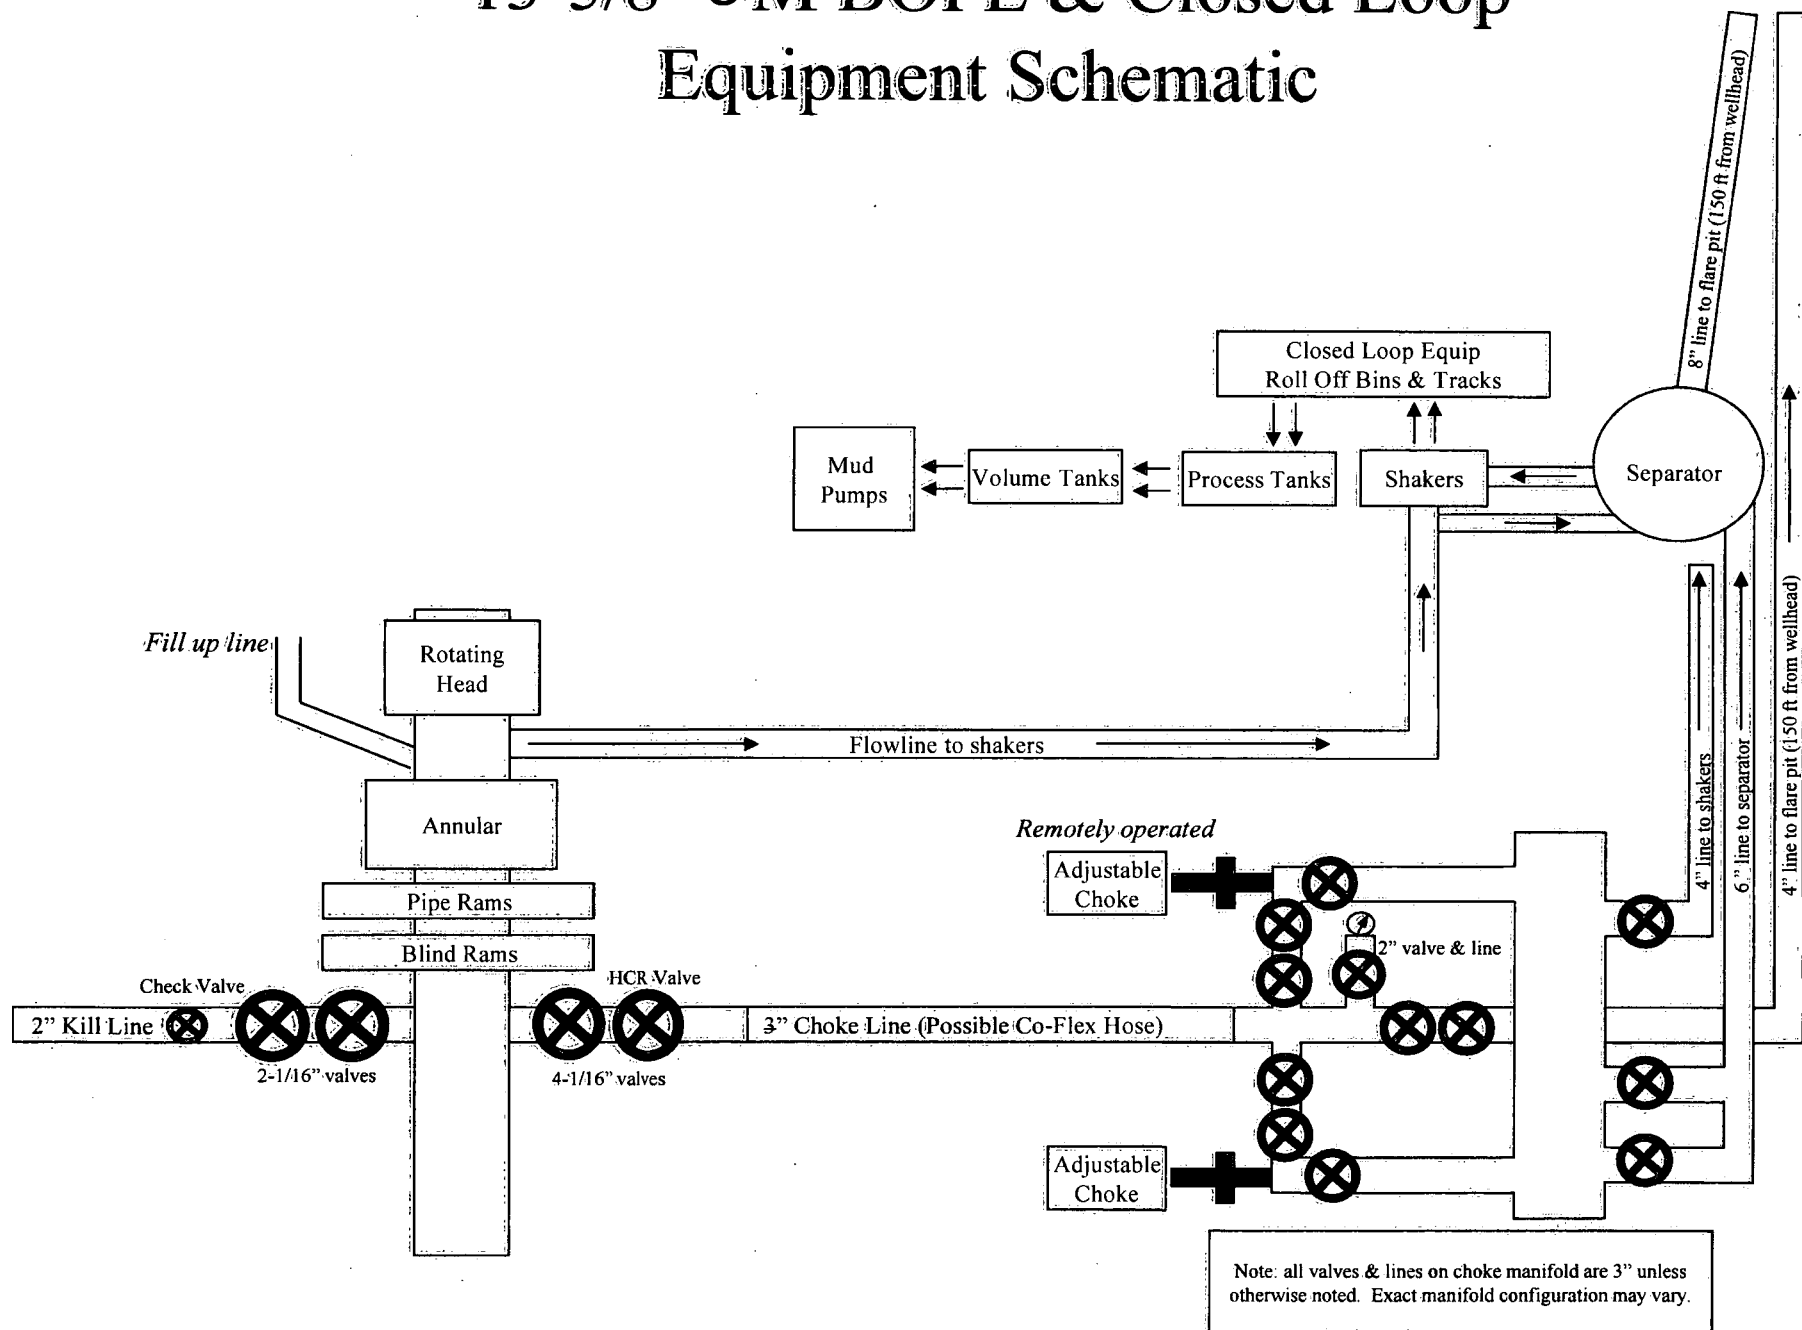 BOPE & Closed Loop
Equipment Schematic
8” line to flare pit (150 ft from wellhead)
Closed Loop Equip
Roll Off Bins & Tracks
Mud
Pumps
Volume Tanks
Process Tanks
Shakers
Separator
Fill up line
Rotating
Head
Flowline to shakers
Annular
Pipe Rams
Blind Rams
Remotely operated
Adjustable
Choke
4” line to shakers
6” line to separator
4” line to flare pit (150 ft from wellhead)
2” valve & line
Check Valve
HCR Valve
2” Kill Line
3” Choke Line (Possible Co-Flex Hose)
2-1/16” valves
4-1/16” valves
Adjustable
Choke
Note: all valves & lines on choke manifold are 3” unless
otherwise noted. Exact manifold configuration may vary.